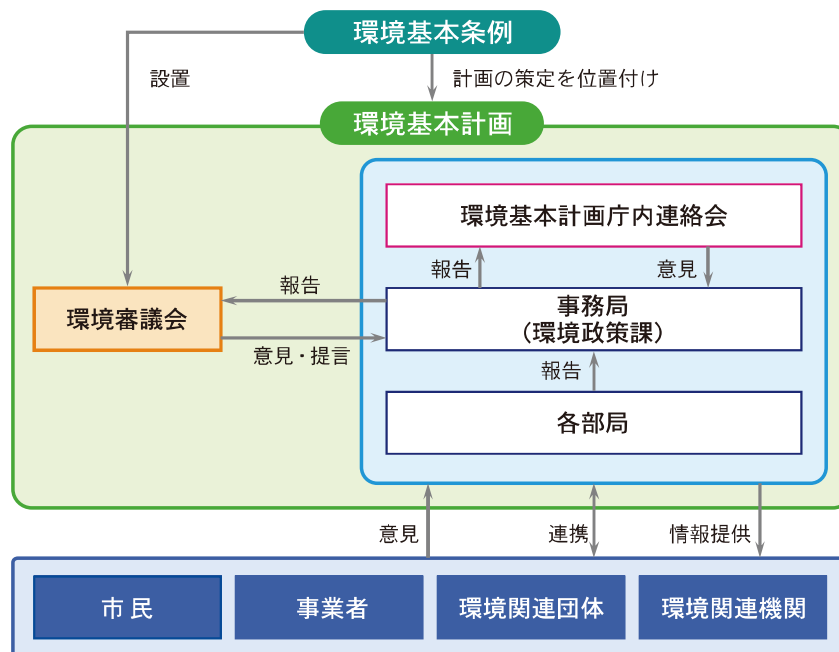 環境基本条例
設置
計画の策定を位置付け
環境基本計画
環境基本計画庁内連絡会
報告
意見
報告
環境審議会
事務局
（環境政策課）
意見・提言
報告
各部局
意見
連携
情報提供
市民
事業者
環境関連団体
環境関連機関